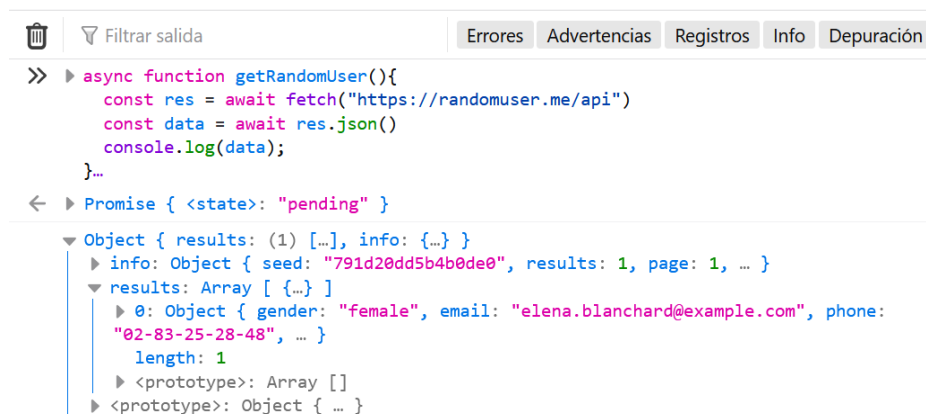 Filtrar salida Errores Advertencias Registros Info Depuración
async function getRandomUser(){
const res = await fetch("https://randomuser.me/api")
const data = await res.json()
console.log(data);
}…
Promise { <state>: "pending" }
Object { results: (1) […], info: {…} }
info: Object { seed: "791d20dd5b4b0de0", results: 1, page: 1, … }
results: Array [ {…} ]
0: Object { gender: "female", email: "elena.blanchard@example.com", phone:
"02-83-25-28-48", … }
length: 1
<prototype>: Array []
<prototype>: Object { … }